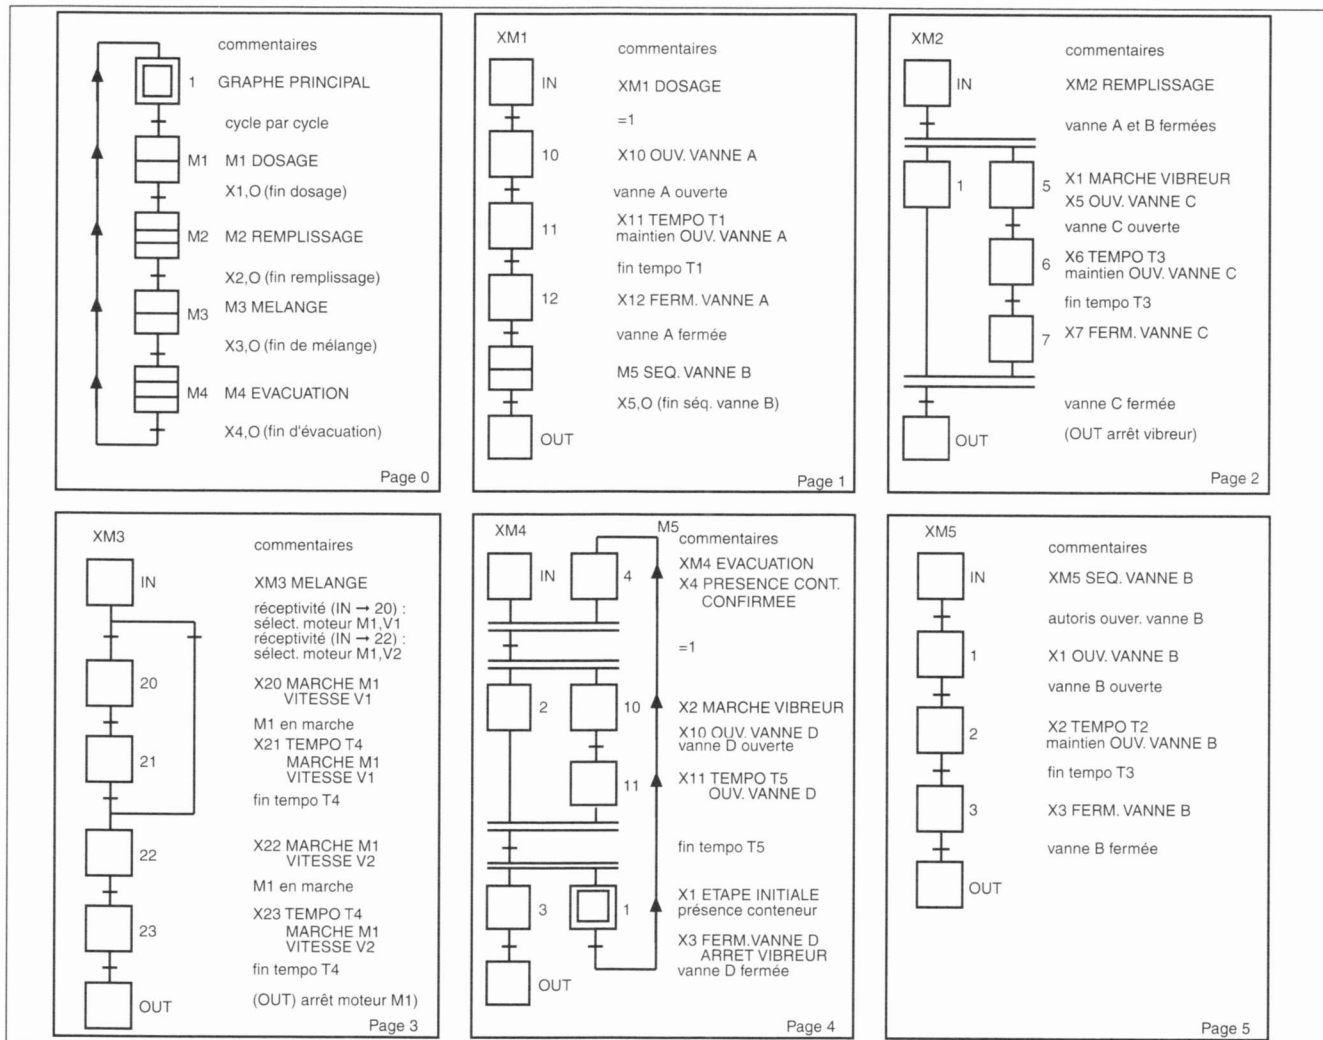 commentaires
1 GRAPHE PRINCIPAL
cycle par cycle
M1 M1 DOSAGE
X1,O (fin dosage)
M2 M2 REMPLISSAGE
X2,O (fin remplissage)
M3 M3 MELANGE
X3,O (fin de mélange)
M4 M4 EVACUATION
X4,O (fin d'évacuation)
Page 0
XM1
commentaires
IN XM1 DOSAGE
=1
10 X10 OUV. VANNE A
vanne A ouverte
11 X11 TEMPO T1
maintien OUV. VANNE A
fin tempo T1
12 X12 FERM. VANNE A
vanne A fermée
M5 SEQ. VANNE B
X5,O (fin séq. vanne B)
OUT
Page 1
XM2
commentaires
IN XM2 REMPLISSAGE
vanne A et B fermées
1 5 X1 MARCHE VIBREUR
X5 OUV. VANNE C
vanne C ouverte
6 X6 TEMPO T3
maintien OUV. VANNE C
fin tempo T3
7 X7 FERM. VANNE C
vanne C fermée
OUT (OUT arrêt vibreur)
Page 2
XM3
commentaires
IN XM3 MELANGE
réceptivité (IN → 20) :
sélect. moteur M1,V1
réceptivité (IN → 22) :
sélect. moteur M1,V2
20 X20 MARCHE M1
VITESSE V1
M1 en marche
21 X21 TEMPO T4
MARCHE M1
VITESSE V1
fin tempo T4
22 X22 MARCHE M1
VITESSE V2
M1 en marche
23 X23 TEMPO T4
MARCHE M1
VITESSE V2
fin tempo T4
OUT (OUT) arrêt moteur M1)
Page 3
XM4 M5
commentaires
IN 4 XM4 EVACUATION
X4 PRESENCE CONT.
CONFIRMEE
=1
2 10 X2 MARCHE VIBREUR
X10 OUV. VANNE D
vanne D ouverte
11 X11 TEMPO T5
OUV. VANNE D
fin tempo T5
3 1 X1 ETAPE INITIALE
présence conteneur
X3 FERM.VANNE D
ARRET VIBREUR
vanne D fermée
OUT
Page 4
XM5
commentaires
IN XM5 SEQ. VANNE B
autoris ouver. vanne B
1 X1 OUV. VANNE B
vanne B ouverte
2 X2 TEMPO T2
maintien OUV. VANNE B
fin tempo T3
3 X3 FERM. VANNE B
vanne B fermée
OUT
Page 5